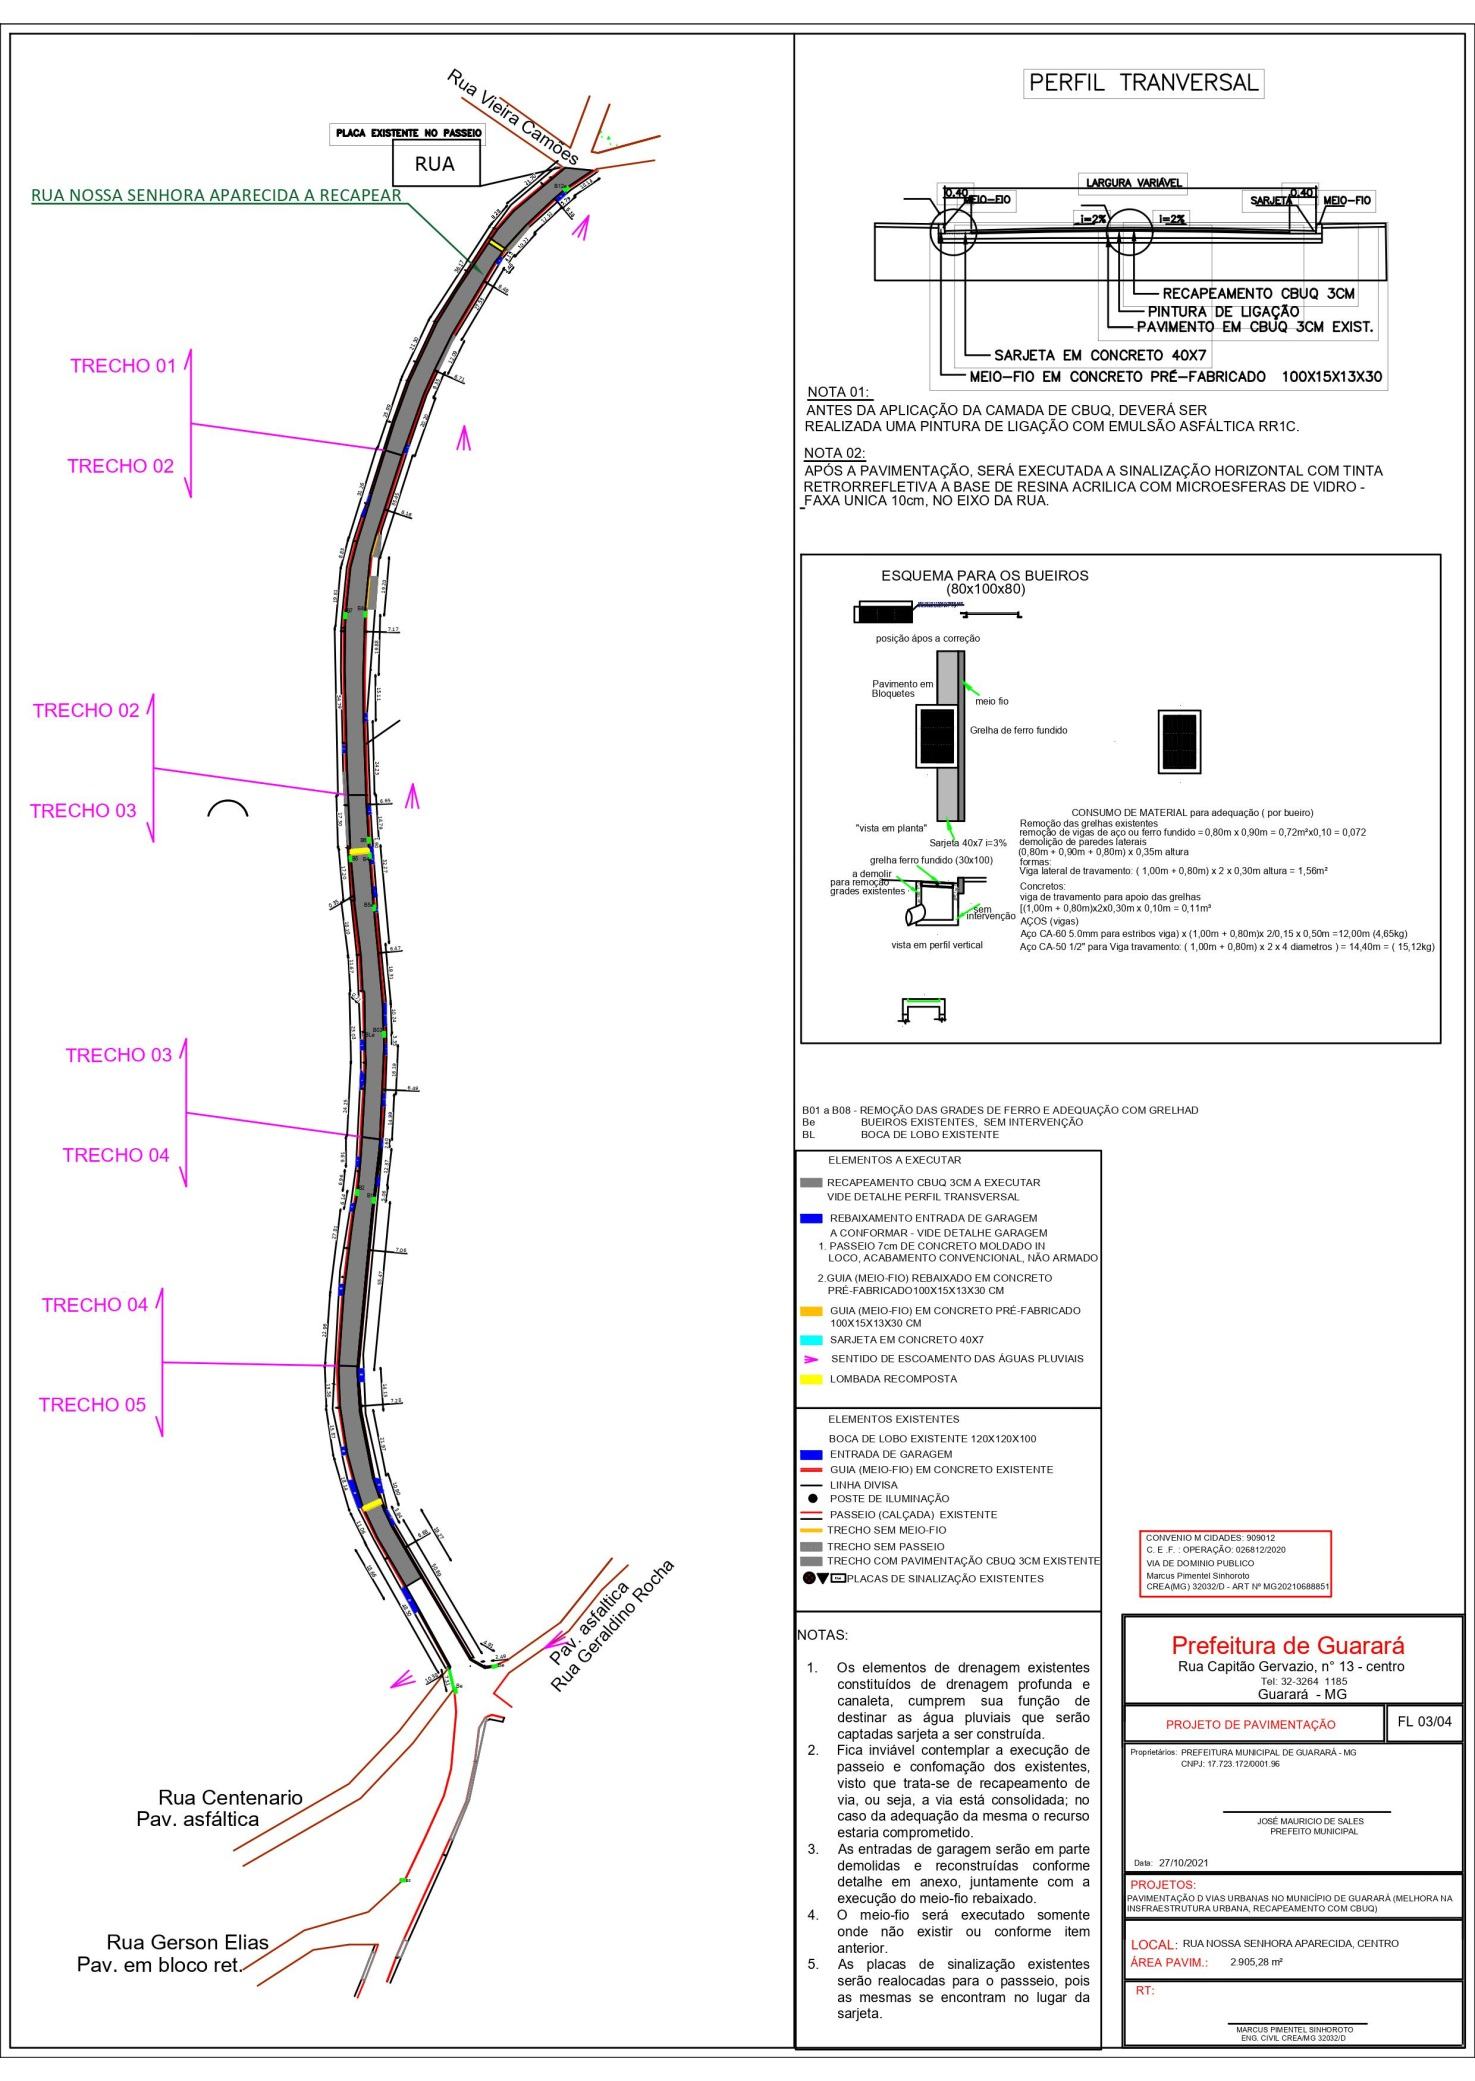 Rua Vieira Camões
PLACA EXISTENTE NO PASSEIO
RUA
RUA NOSSA SENHORA APARECIDA A RECAPEAR
TRECHO 01
TRECHO 02
TRECHO 02
TRECHO 03
TRECHO 03
TRECHO 04
TRECHO 04
TRECHO 05
Pav. asfáltica
Rua Geraldino Rocha
Rua Centenario
Pav. asfáltica
Rua Gerson Elias
Pav. em bloco ret.
PERFIL TRANVERSAL
LARGURA VARIÁVEL
0.40
0.40
MEIO-FIO
SARJETA
MEIO-FIO
i=2%
i=2%
RECAPEAMENTO CBUQ 3CM
PINTURA DE LIGAÇÃO
PAVIMENTO EM CBUQ 3CM EXIST.
SARJETA EM CONCRETO 40X7
MEIO-FIO EM CONCRETO PRÉ-FABRICADO 100X15X13X30
NOTA 01:
ANTES DA APLICAÇÃO DA CAMADA DE CBUQ, DEVERÁ SER
REALIZADA UMA PINTURA DE LIGAÇÃO COM EMULSÃO ASFÁLTICA RR1C.
NOTA 02:
APÓS A PAVIMENTAÇÃO, SERÁ EXECUTADA A SINALIZAÇÃO HORIZONTAL COM TINTA
RETRORREFLETIVA A BASE DE RESINA ACRILICA COM MICROESFERAS DE VIDRO -
FAXA UNICA 10cm, NO EIXO DA RUA.
ESQUEMA PARA OS BUEIROS
(80x100x80)
posição ápos a correção
Pavimento em
Bloquetes
meio fio
Grelha de ferro fundido
"vista em planta"
Sarjeta 40x7 i=3%
grelha ferro fundido (30x100)
a demolir
para remoção
grades existentes
sem
intervenção
vista em perfil vertical
CONSUMO DE MATERIAL para adequação ( por bueiro)
Remoção das grelhas existentes
remoção de vigas de aço ou ferro fundido = 0,80m x 0,90m = 0,72m²x0,10 = 0,072
demolição de paredes laterais
(0,80m + 0,90m + 0,80m) x 0,35m altura
formas:
Viga lateral de travamento: ( 1,00m + 0,80m) x 2 x 0,30m altura = 1,56m²
Concretos:
viga de travamento para apoio das grelhas
[(1,00m + 0,80m)x2x0,30m x 0,10m = 0,11m³
AÇOS (vigas)
Aço CA-60 5.0mm para estribos viga) x (1,00m + 0,80m)x 2/0,15 x 0,50m =12,00m (4,65kg)
Aço CA-50 1/2" para Viga travamento: ( 1,00m + 0,80m) x 2 x 4 diametros ) = 14,40m = ( 15,12kg)
B01 a B08 - REMOÇÃO DAS GRADES DE FERRO E ADEQUAÇÃO COM GRELHAD
Be BUEIROS EXISTENTES, SEM INTERVENÇÃO
BL BOCA DE LOBO EXISTENTE
ELEMENTOS A EXECUTAR
RECAPEAMENTO CBUQ 3CM A EXECUTAR
VIDE DETALHE PERFIL TRANSVERSAL
REBAIXAMENTO ENTRADA DE GARAGEM
A CONFORMAR - VIDE DETALHE GARAGEM
1. PASSEIO 7cm DE CONCRETO MOLDADO IN
LOCO, ACABAMENTO CONVENCIONAL, NÃO ARMADO
2.GUIA (MEIO-FIO) REBAIXADO EM CONCRETO
PRÉ-FABRICADO100X15X13X30 CM
GUIA (MEIO-FIO) EM CONCRETO PRÉ-FABRICADO
100X15X13X30 CM
SARJETA EM CONCRETO 40X7
SENTIDO DE ESCOAMENTO DAS ÁGUAS PLUVIAIS
LOMBADA RECOMPOSTA
ELEMENTOS EXISTENTES
BOCA DE LOBO EXISTENTE 120X120X100
ENTRADA DE GARAGEM
GUIA (MEIO-FIO) EM CONCRETO EXISTENTE
LINHA DIVISA
POSTE DE ILUMINAÇÃO
PASSEIO (CALÇADA) EXISTENTE
TRECHO SEM MEIO-FIO
TRECHO SEM PASSEIO
TRECHO COM PAVIMENTAÇÃO CBUQ 3CM EXISTENTE
PLACAS DE SINALIZAÇÃO EXISTENTES
NOTAS:
1. Os elementos de drenagem existentes
constituídos de drenagem profunda e
canaleta, cumprem sua função de
destinar as água pluviais que serão
captadas sarjeta a ser construída.
2. Fica inviável contemplar a execução de
passeio e confomação dos existentes,
visto que trata-se de recapeamento de
via, ou seja, a via está consolidada; no
caso da adequação da mesma o recurso
estaria comprometido.
3. As entradas de garagem serão em parte
demolidas e reconstruídas conforme
detalhe em anexo, juntamente com a
execução do meio-fio rebaixado.
4. O meio-fio será executado somente
onde não existir ou conforme item
anterior.
5. As placas de sinalização existentes
serão realocadas para o passseio, pois
as mesmas se encontram no lugar da
sarjeta.
CONVENIO M CIDADES: 909012
C. E .F. : OPERAÇÃO: 026812/2020
VIA DE DOMINIO PUBLICO
Marcus Pimentel Sinhoroto
CREA(MG) 32032/D - ART Nº MG20210688851
Prefeitura de Guarará
Rua Capitão Gervazio, n° 13 - centro
Tel: 32-3264 1185
Guarará - MG
PROJETO DE PAVIMENTAÇÃO
FL 03/04
Proprietários: PREFEITURA MUNICIPAL DE GUARARÁ - MG
CNPJ: 17.723.172/0001.96
JOSÉ MAURICIO DE SALES
PREFEITO MUNICIPAL
Data: 27/10/2021
PROJETOS:
PAVIMENTAÇÃO D VIAS URBANAS NO MUNICÍPIO DE GUARARÁ (MELHORA NA
INSFRAESTRUTURA URBANA, RECAPEAMENTO COM CBUQ)
LOCAL: RUA NOSSA SENHORA APARECIDA, CENTRO
ÁREA PAVIM.: 2.905,28 m²
RT:
MARCUS PIMENTEL SINHOROTO
ENG. CIVIL CREA/MG 32032/D